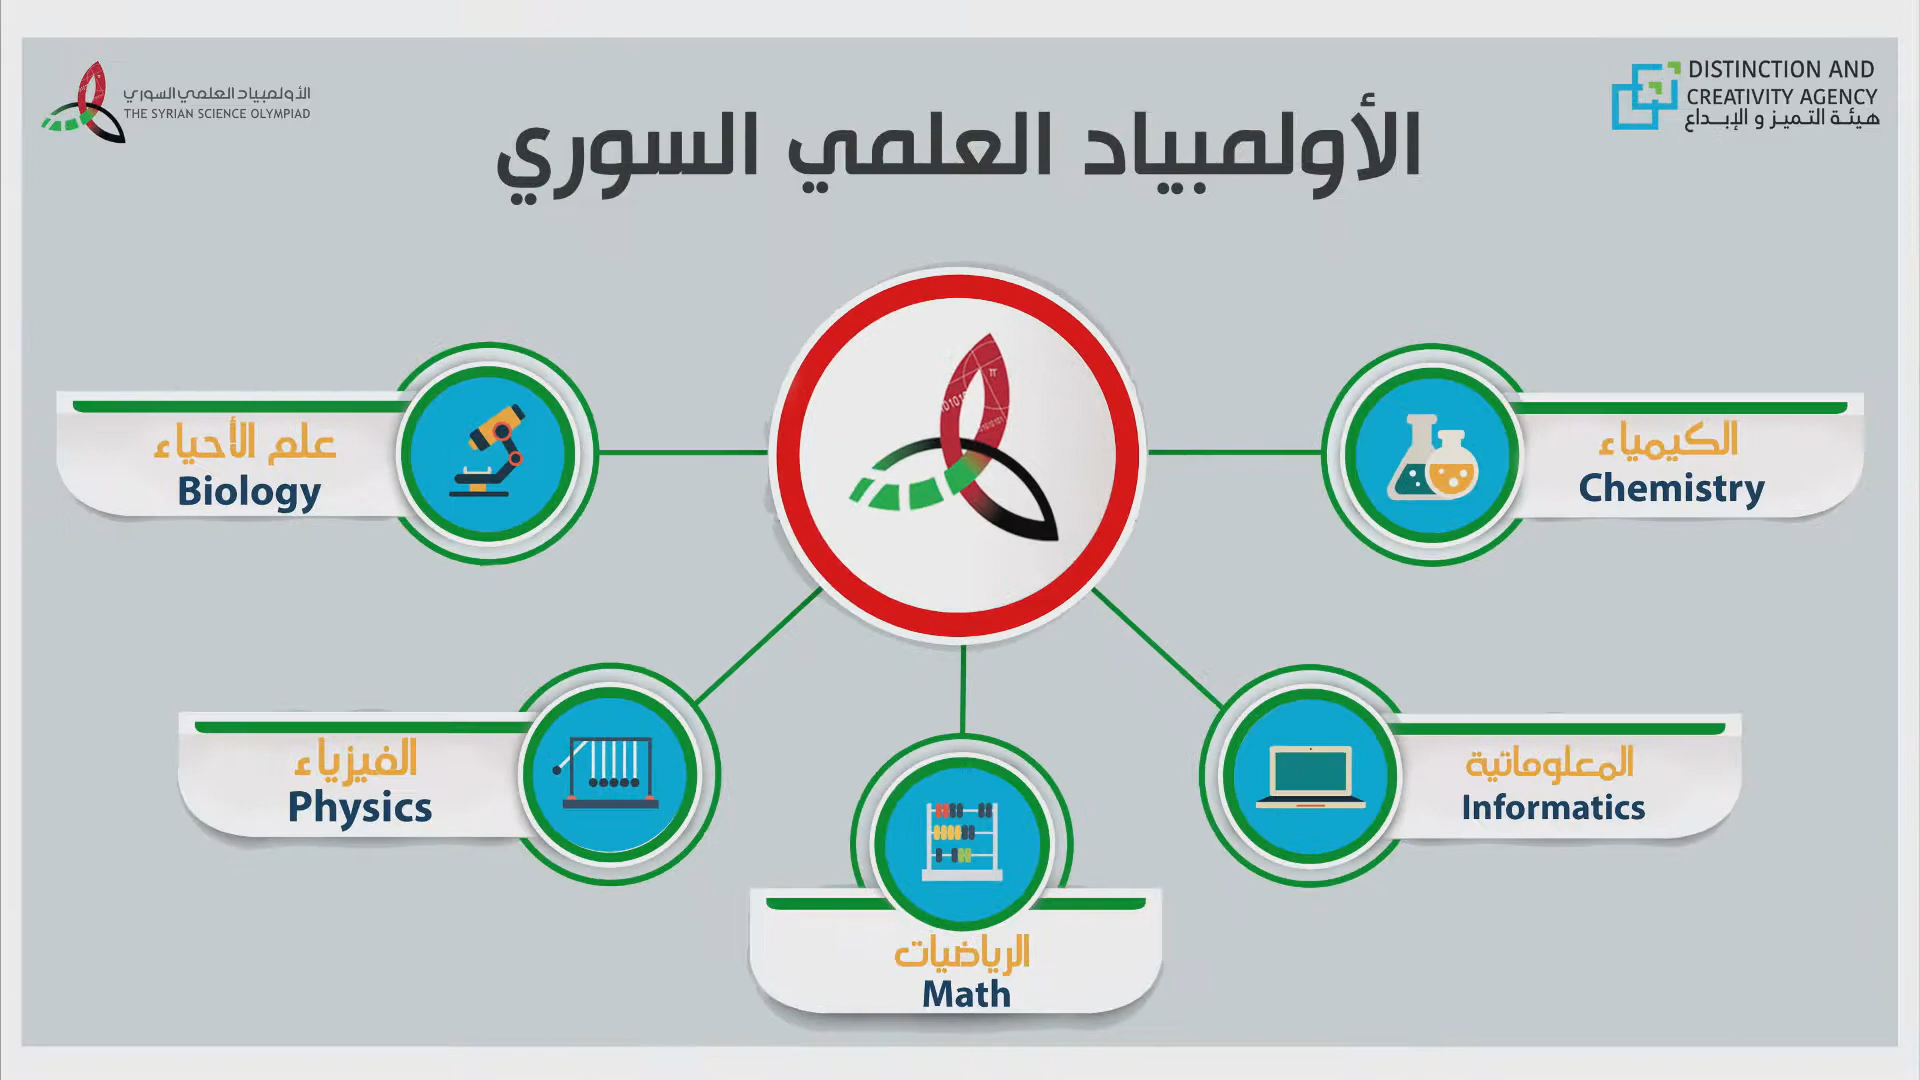 الأولمبياد العلمي السوري
THE SYRIAN SCIENCE OLYMPIAD
DISTINCTION AND
CREATIVITY AGENCY
هيئة التميز و الإبداع
الأولمبياد العلمي السوري
علم الأحياء
Biology
الكيمياء
Chemistry
الفيزياء
Physics
المعلوماتية
Informatics
الرياضيات
Math